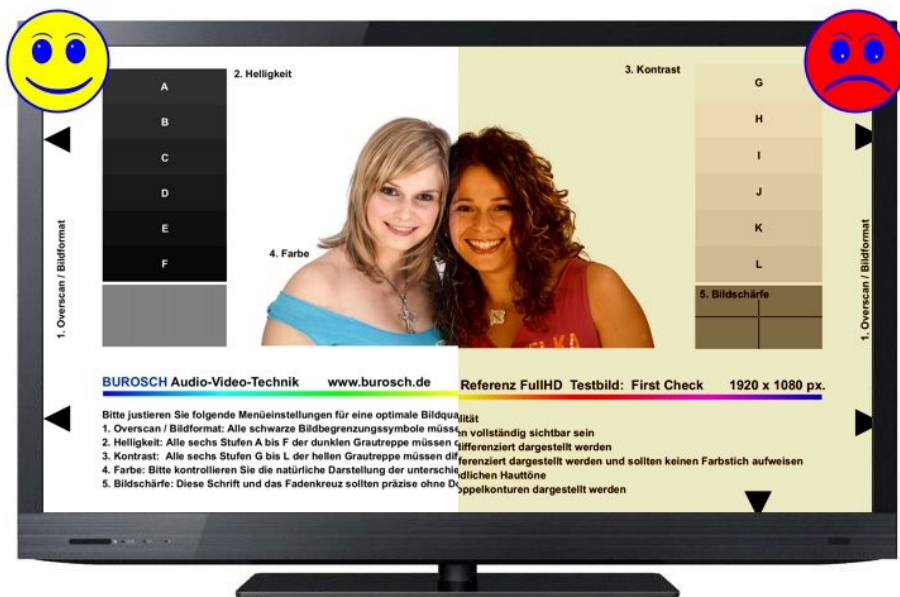 2. Helligkeit
3. Kontrast
A
B
C
D
E
F
G
H
I
J
K
L
1. Overscan / Bildformat
4. Farbe
5. Bildschärfe
1. Overscan / Bildformat
ELKA
BUROSCH Audio-Video-Technik www.burosch.de Referenz FullHD Testbild: First Check 1920 x 1080 px.
Bitte justieren Sie folgende Menüeinstellungen für eine optimale Bildqualität
1. Overscan / Bildformat: Alle schwarze Bildbegrenzungssymbole müssen vollständig sichtbar sein
2. Helligkeit: Alle sechs Stufen A bis F der dunklen Grautreppe müssen differenziert dargestellt werden
3. Kontrast: Alle sechs Stufen G bis L der hellen Grautreppe müssen differenziert dargestellt werden und sollten keinen Farbstich aufweisen
4. Farbe: Bitte kontrollieren Sie die natürliche Darstellung der unterschiedlichen Hauttöne
5. Bildschärfe: Diese Schrift und das Fadenkreuz sollten präzise ohne Doppelkonturen dargestellt werden